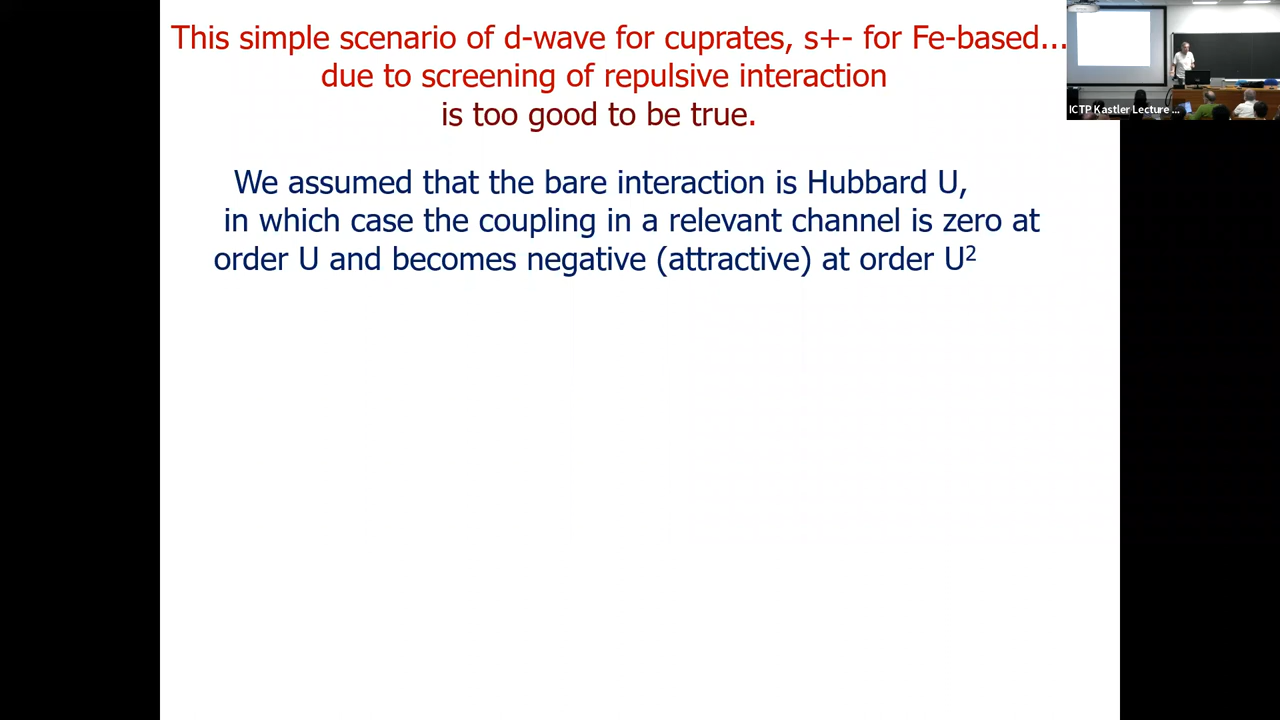 This simple scenario of d-wave for cuprates, s+- for Fe-based...
due to screening of repulsive interaction
is too good to be true.
We assumed that the bare interaction is Hubbard U,
in which case the coupling in a relevant channel is zero at
order U and becomes negative (attractive) at order U²
ICTP Kastler Lecture ...